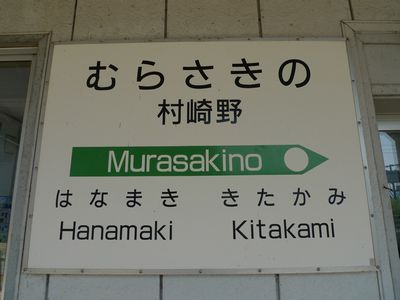 むらさきの
村崎野
Murasakino
はなまき きたかみ
Hanamaki Kitakami